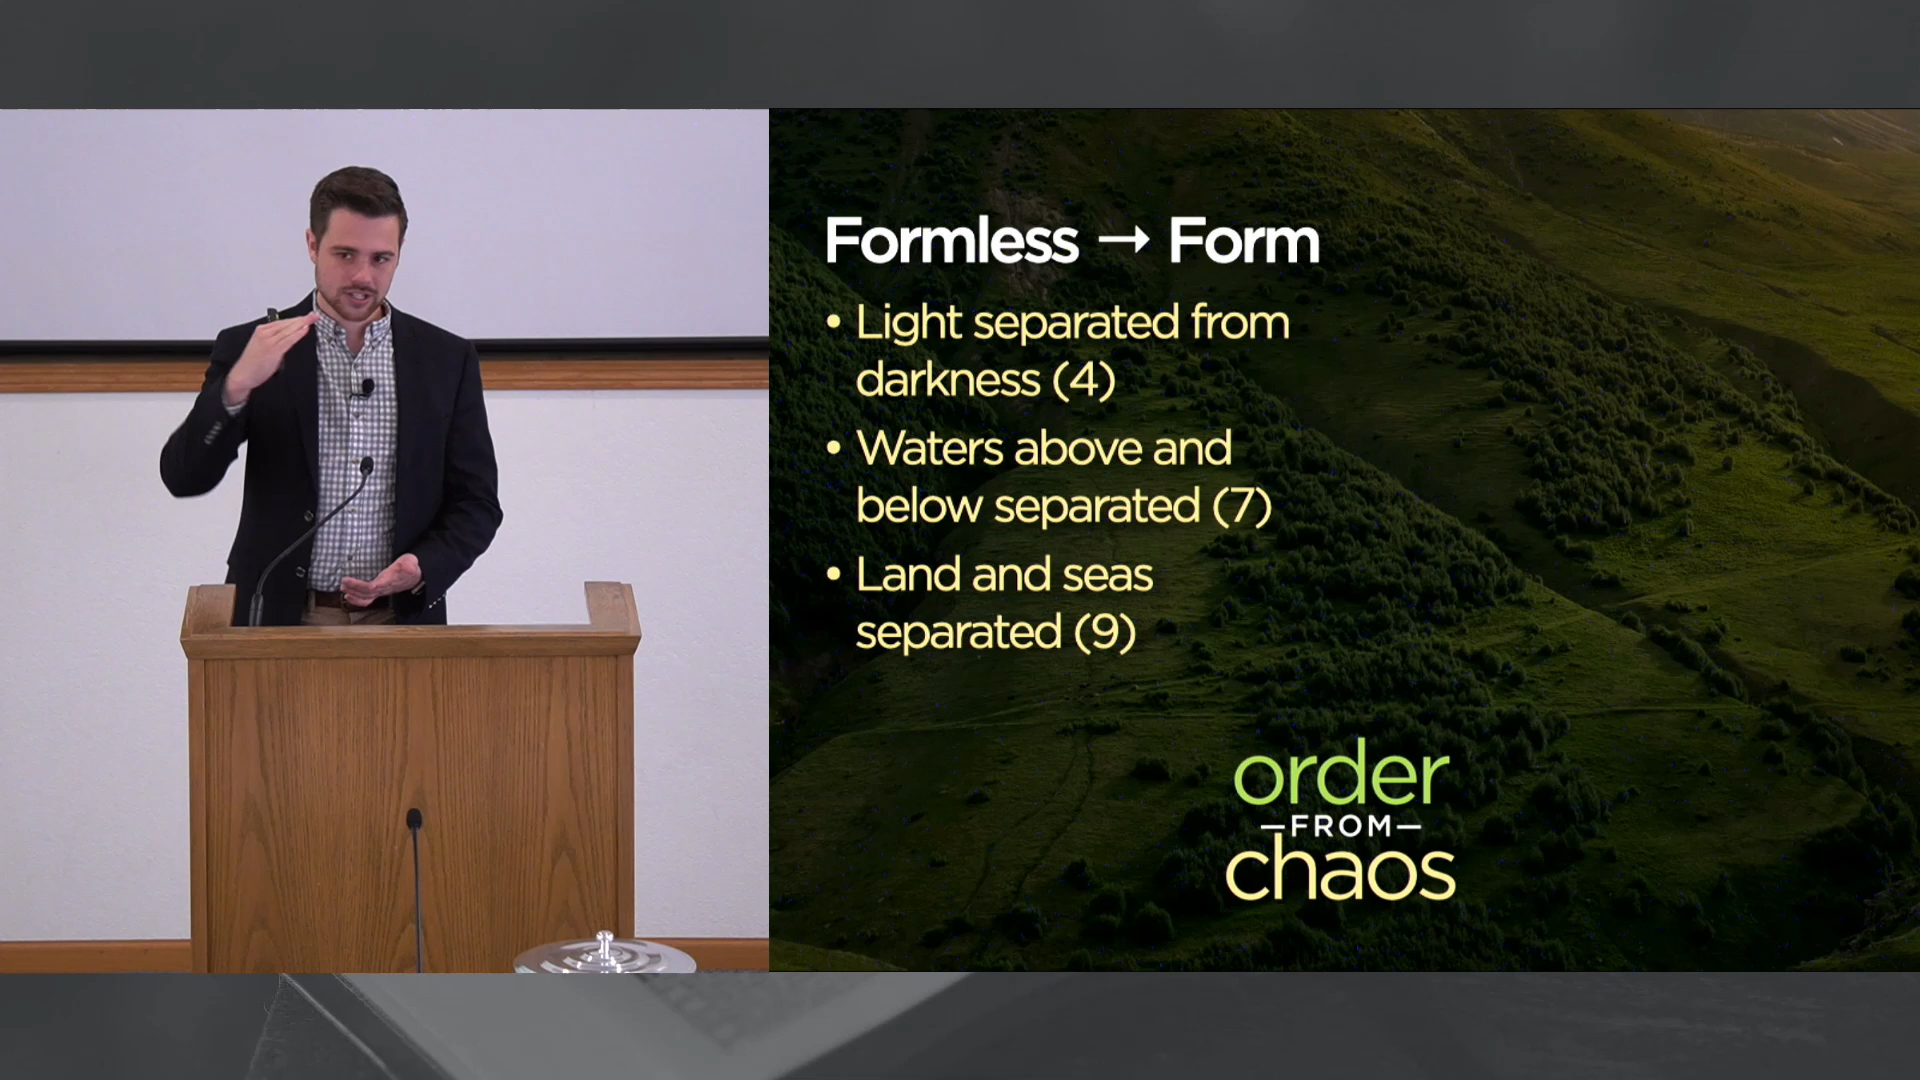 Formless → Form
• Light separated from
darkness (4)
• Waters above and
below separated (7)
• Land and seas
separated (9)
order
—FROM—
chaos